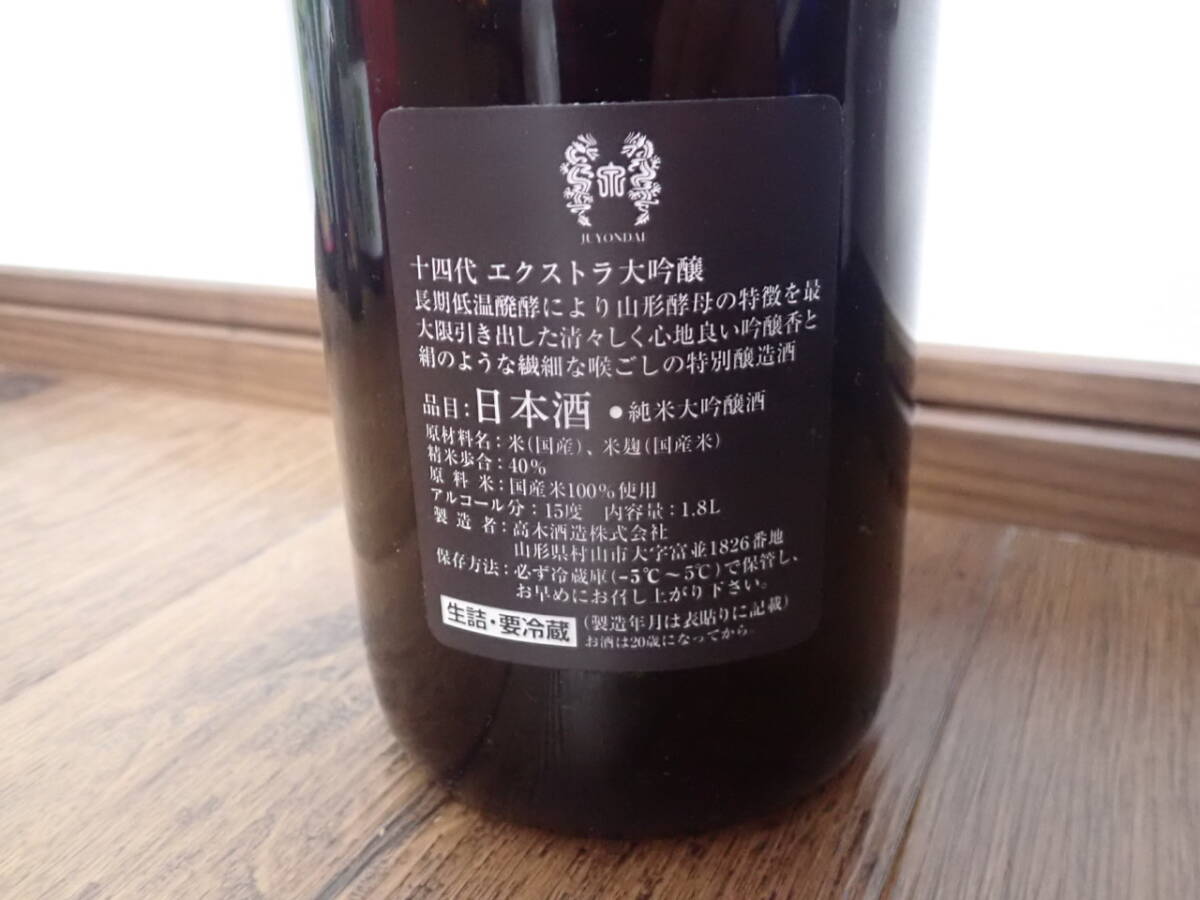 JUYONDAI
十四代 エクストラ大吟醸
長期低温醗酵により山形酵母の特徴を最
大限引き出した清々しく心地良い吟醸香と
絹のような繊細な喉ごしの特別醸造酒
品目:日本酒 ●純米大吟醸酒
原材料名:米(国産)、米麹(国産米)
精米歩合:40%
原料米:国産米100%使用
アルコール分:15度 内容量:1.8L
製造者:高木酒造株式会社
山形県村山市大字富並1826番地
保存方法:必ず冷蔵庫(-5℃~5℃)で保管し、
お早めにお召し上がり下さい。
生詰・要冷蔵 (製造年月は表貼りに記載)
お酒は20歳になってから